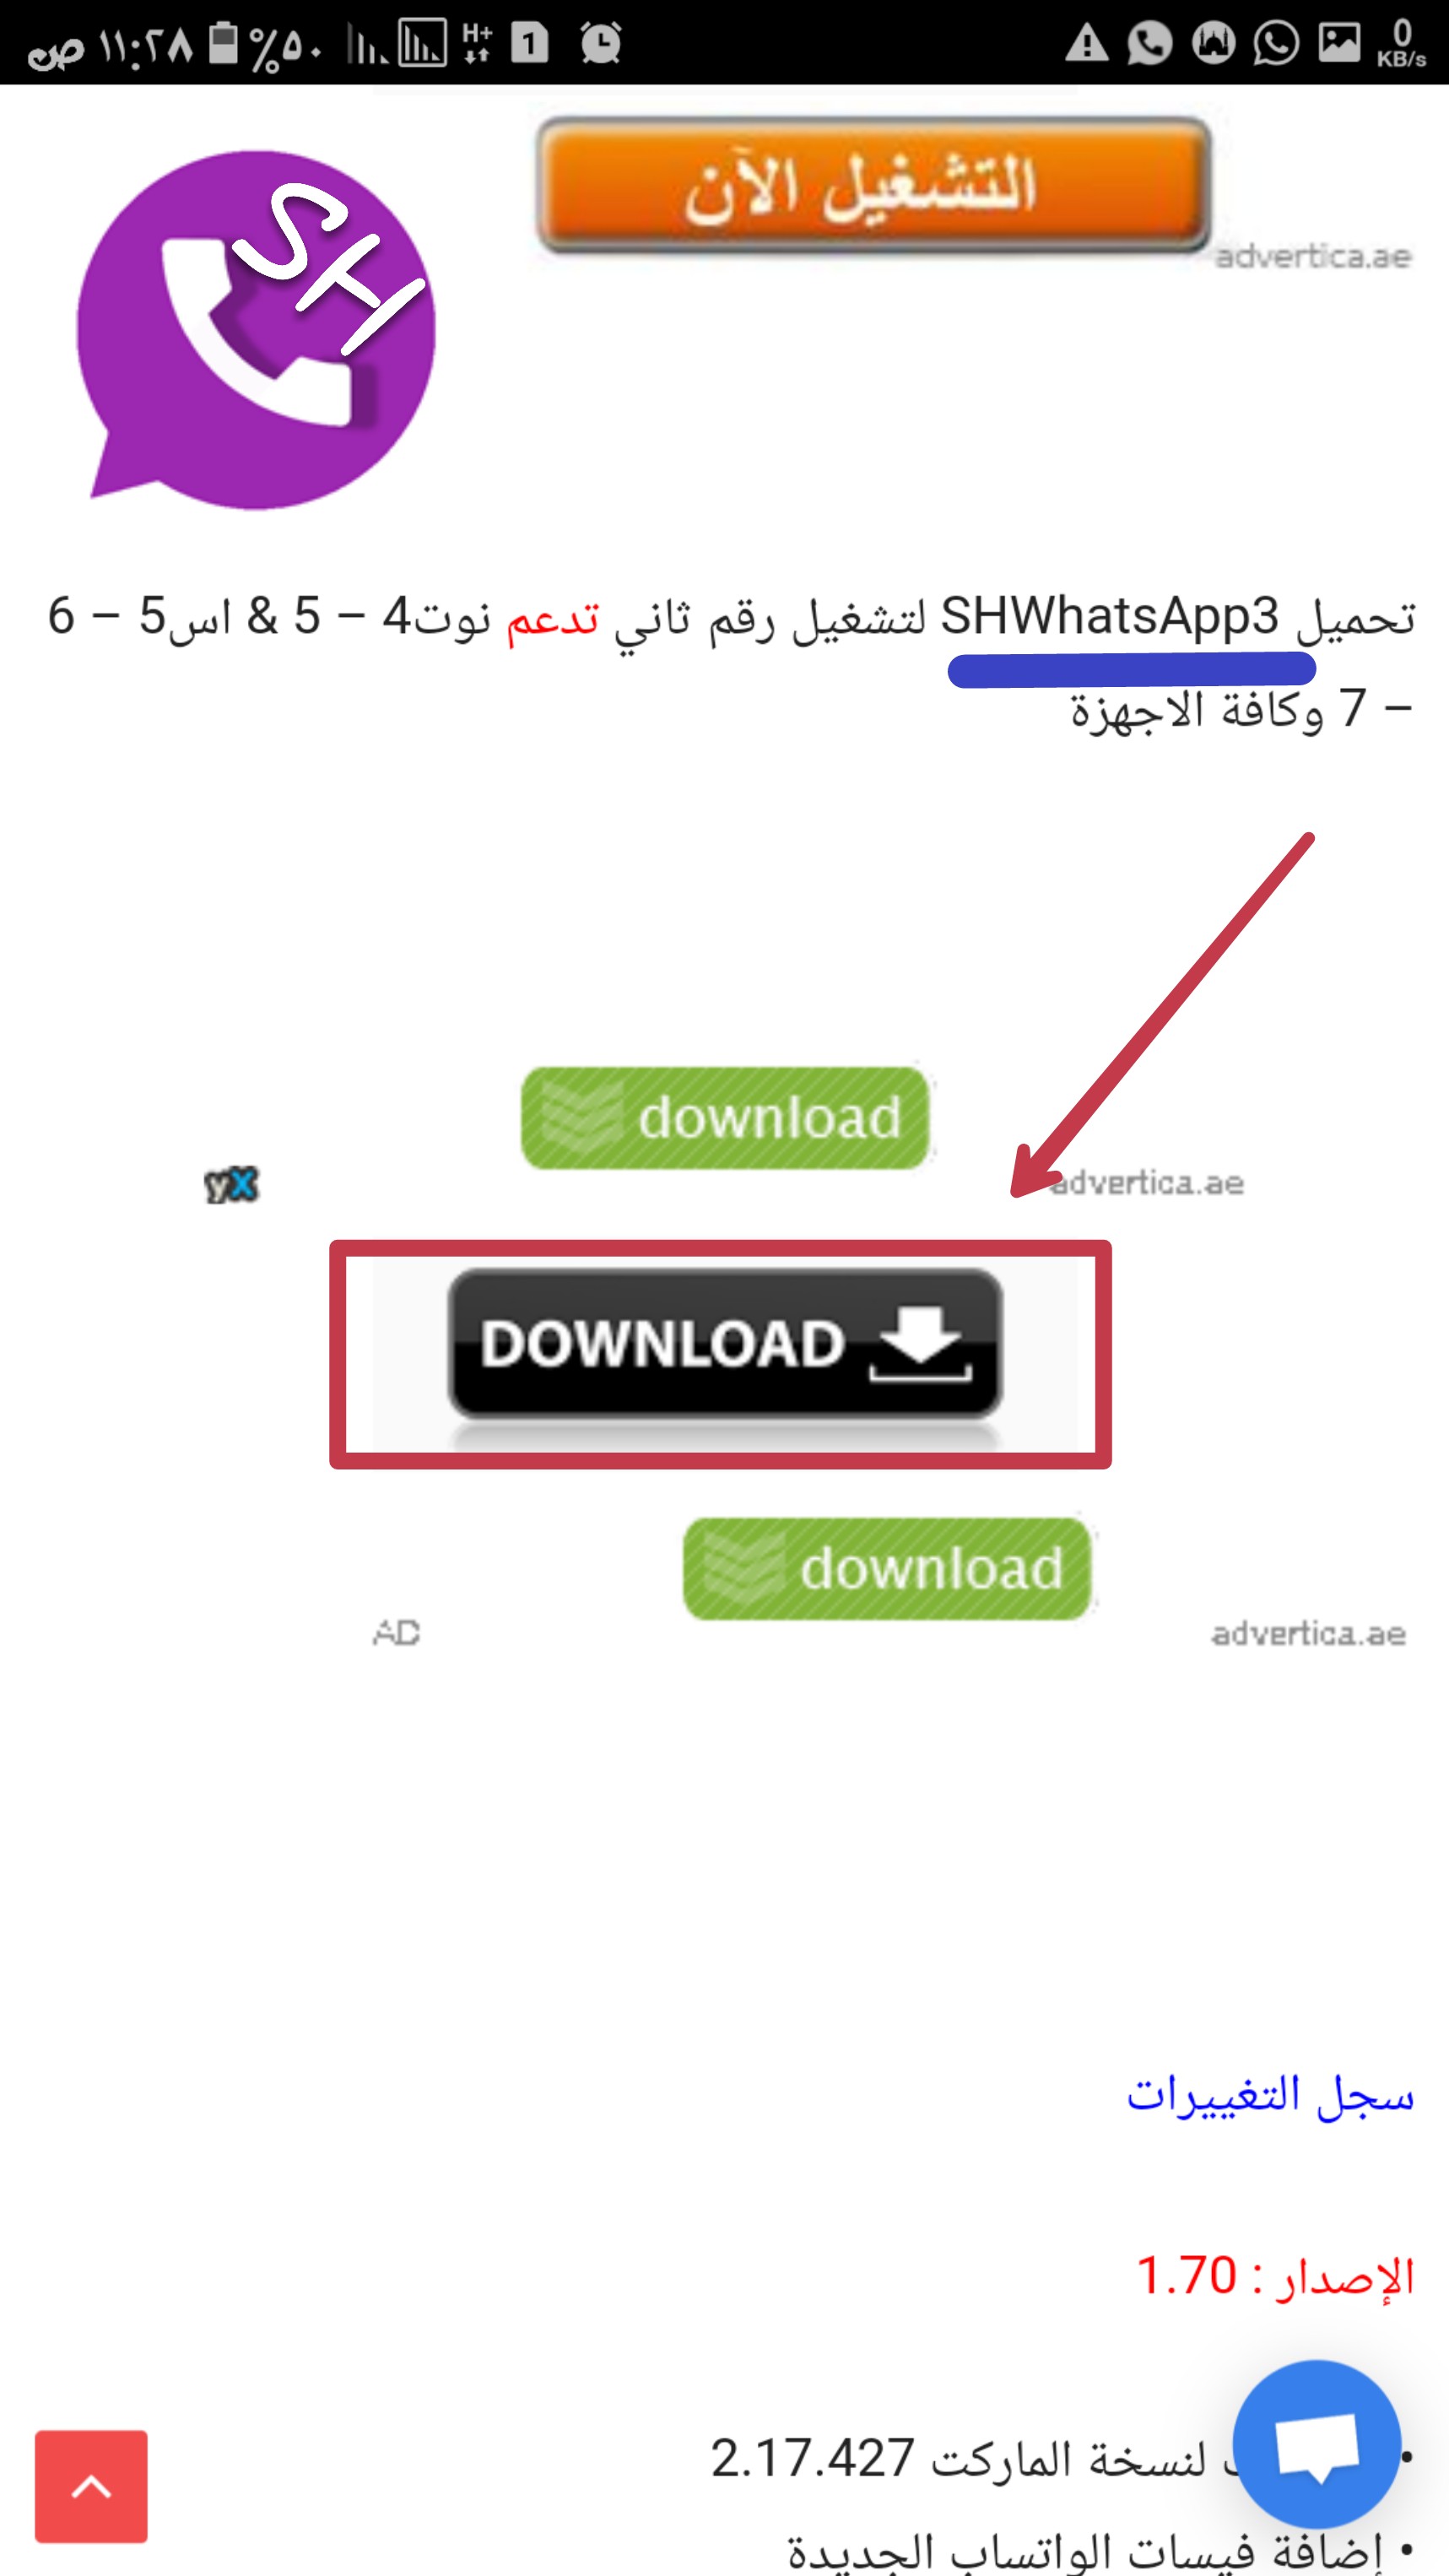 ص ١١:٢٨ %٥٠ H+ 1 0 KB/s
التشغيل الآن
advertica.ae
SH
تحميل SHWhatsApp3 لتشغيل رقم ثاني تدعم نوت4 – 5 & اس5 – 6
– 7 وكافة الاجهزة
download
yX advertica.ae
DOWNLOAD
download
AD advertica.ae
سجل التغييرات
الإصدار : 1.70
• لنسخة الماركت 2.17.427
• إضافة فيسات الواتساب الجديدة